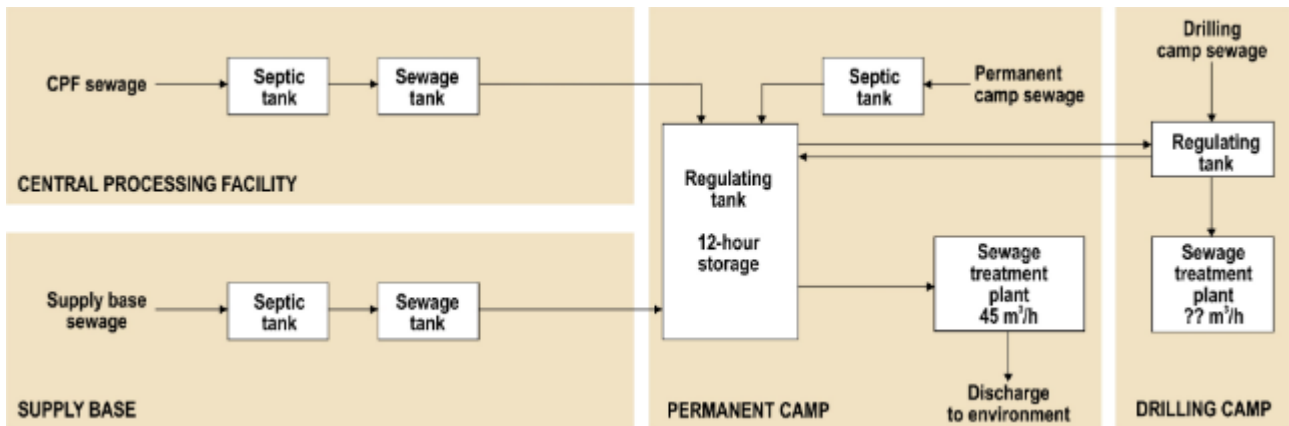 CPF sewage
Septic
tank
Sewage
tank
CENTRAL PROCESSING FACILITY
Supply base
sewage
Septic
tank
Sewage
tank
SUPPLY BASE
Septic
tank
Permanent
camp sewage
Regulating
tank
12-hour
storage
Sewage
treatment
plant
45 m³/h
Discharge
to environment
PERMANENT CAMP
Drilling
camp sewage
Regulating
tank
Sewage
treatment
plant
?? m³/h
DRILLING CAMP